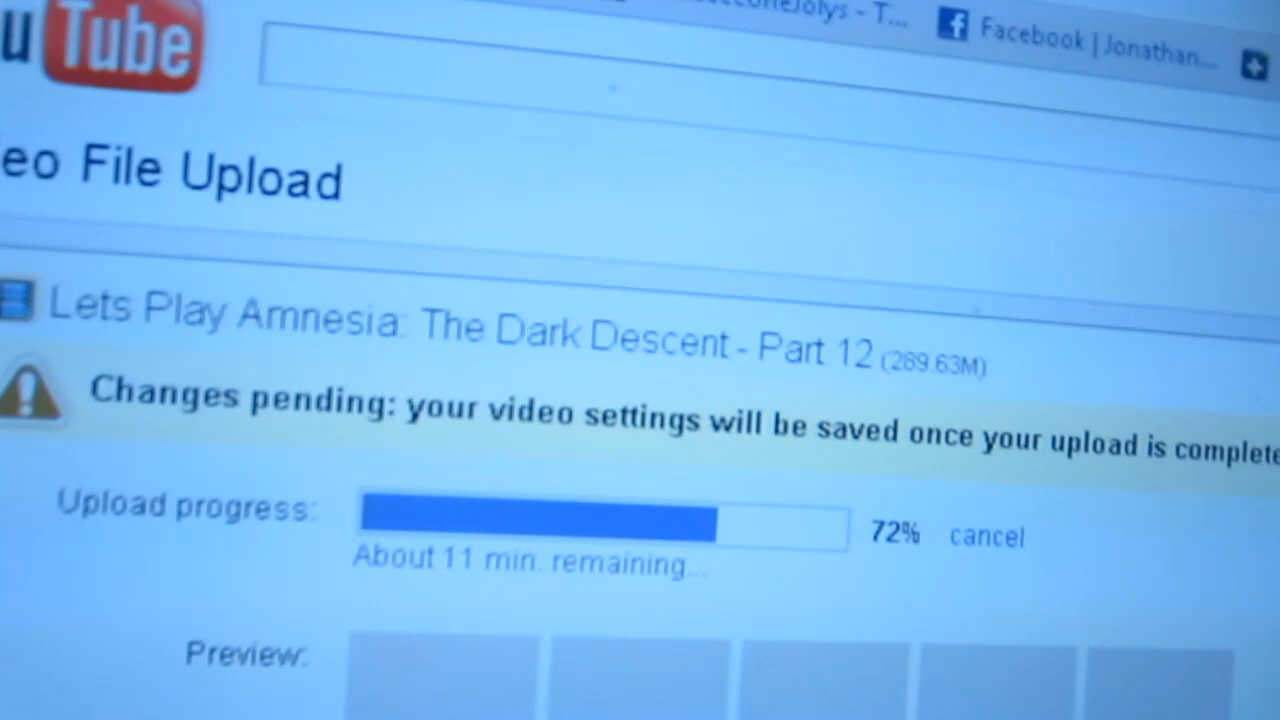 u Tube
- T...
Facebook | Jonathan...
eo File Upload
Lets Play Amnesia: The Dark Descent - Part 12 (289.63M)
Changes pending: your video settings will be saved once your upload is complete
Upload progress:
72% cancel
About 11 min. remaining...
Preview: